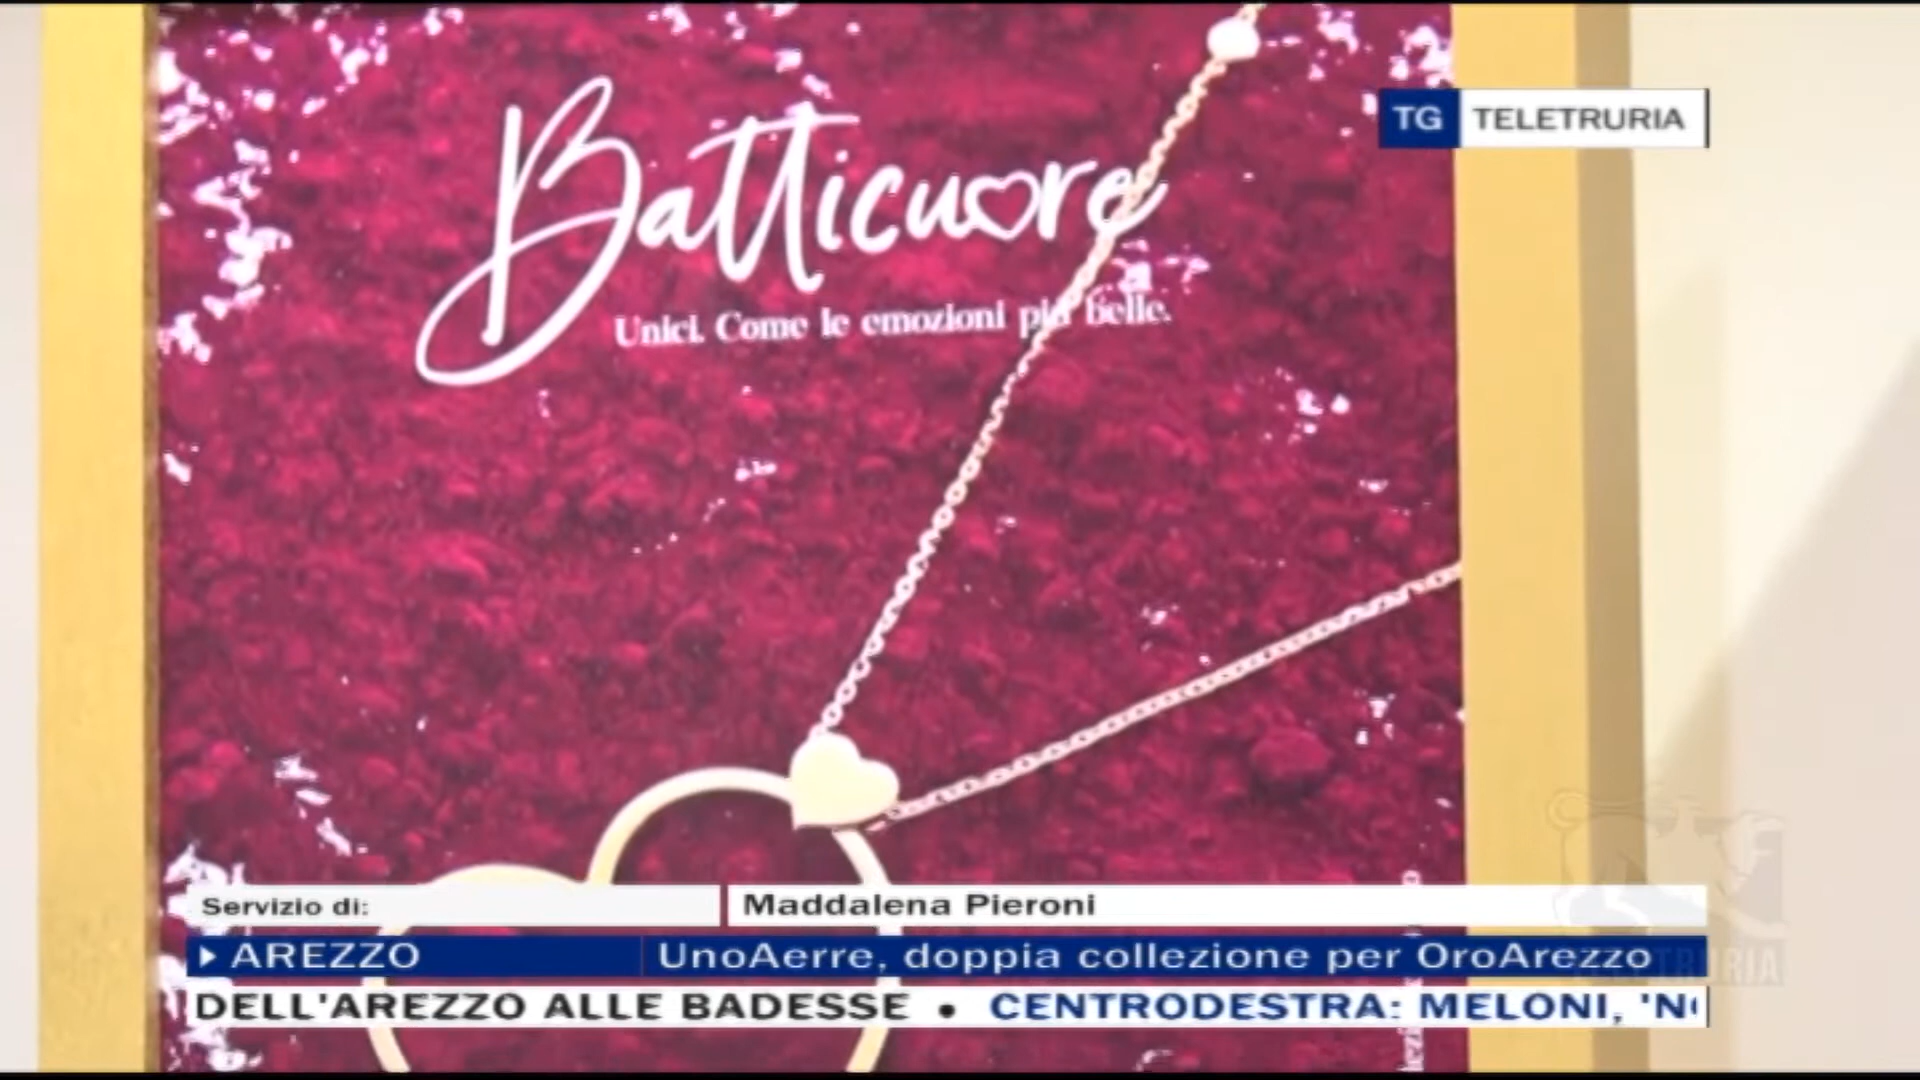 Batticuore
Unici. Come le emozioni più belle.
TG TELETRURIA
Servizio di: Maddalena Pieroni
AREZZO UnoAerre, doppia collezione per OroArezzo
DELL'AREZZO ALLE BADESSE • CENTRODESTRA: MELONI,